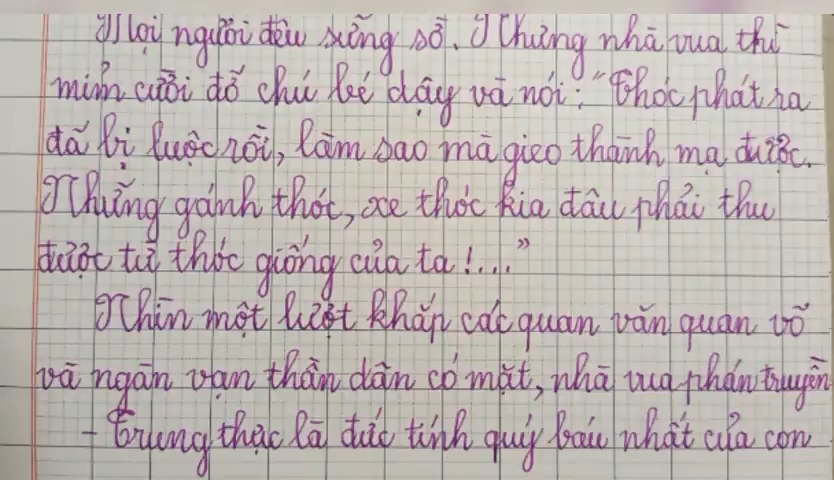 Mọi người đều sững sờ. Nhưng nhà vua thì
mỉm cười đỡ chú bé dậy và nói: "Thóc phát ra
đã bị luộc rồi, làm sao mà gieo thành mạ được.
Những gánh thóc, xe thóc kia đâu phải thu
được từ thóc giống của ta!..."
Nhìn một lượt khắp các quan văn quan võ
và ngàn vạn thần dân có mặt, nhà vua phán truyền
- Trung thực là đức tính quý báu nhất của con